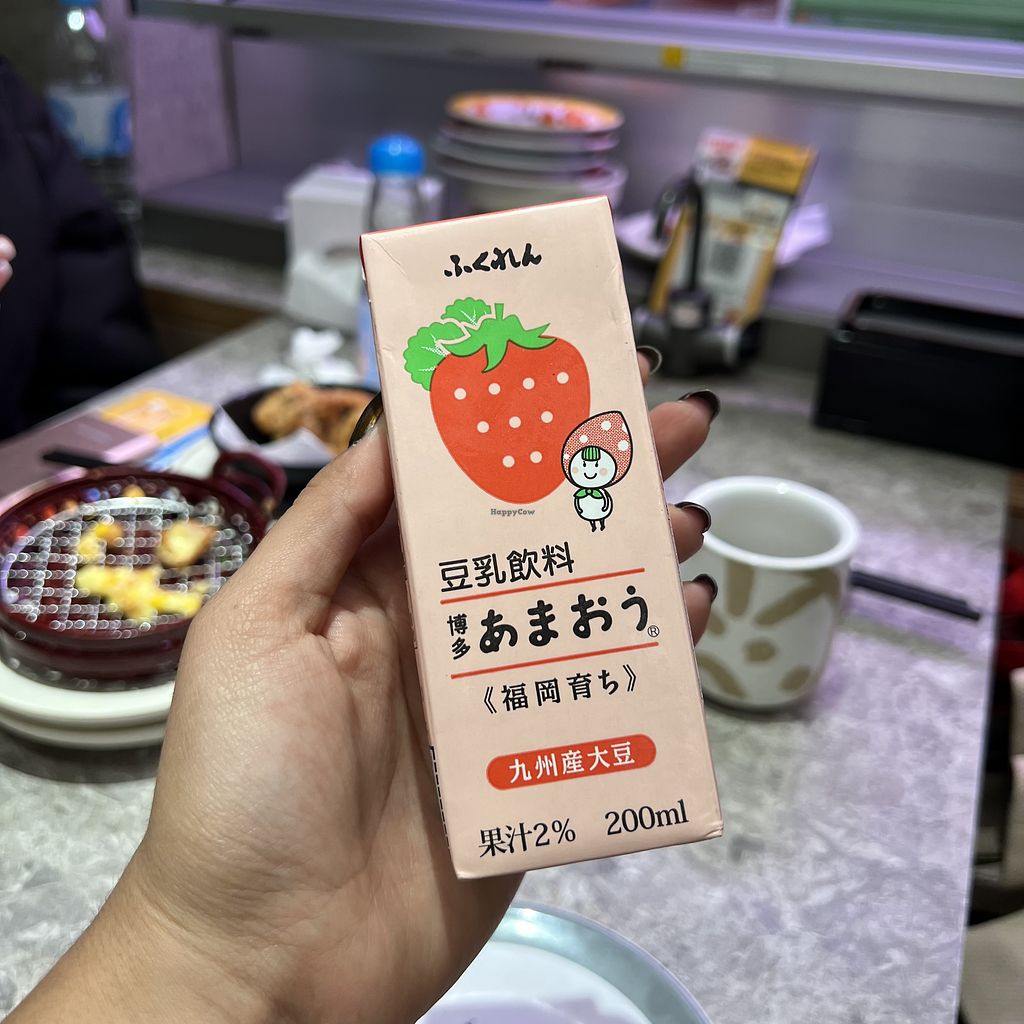 ふくれん
HappyCow
豆乳飲料
博多 あまおう®
《福岡育ち》
九州産大豆
果汁2% 200ml